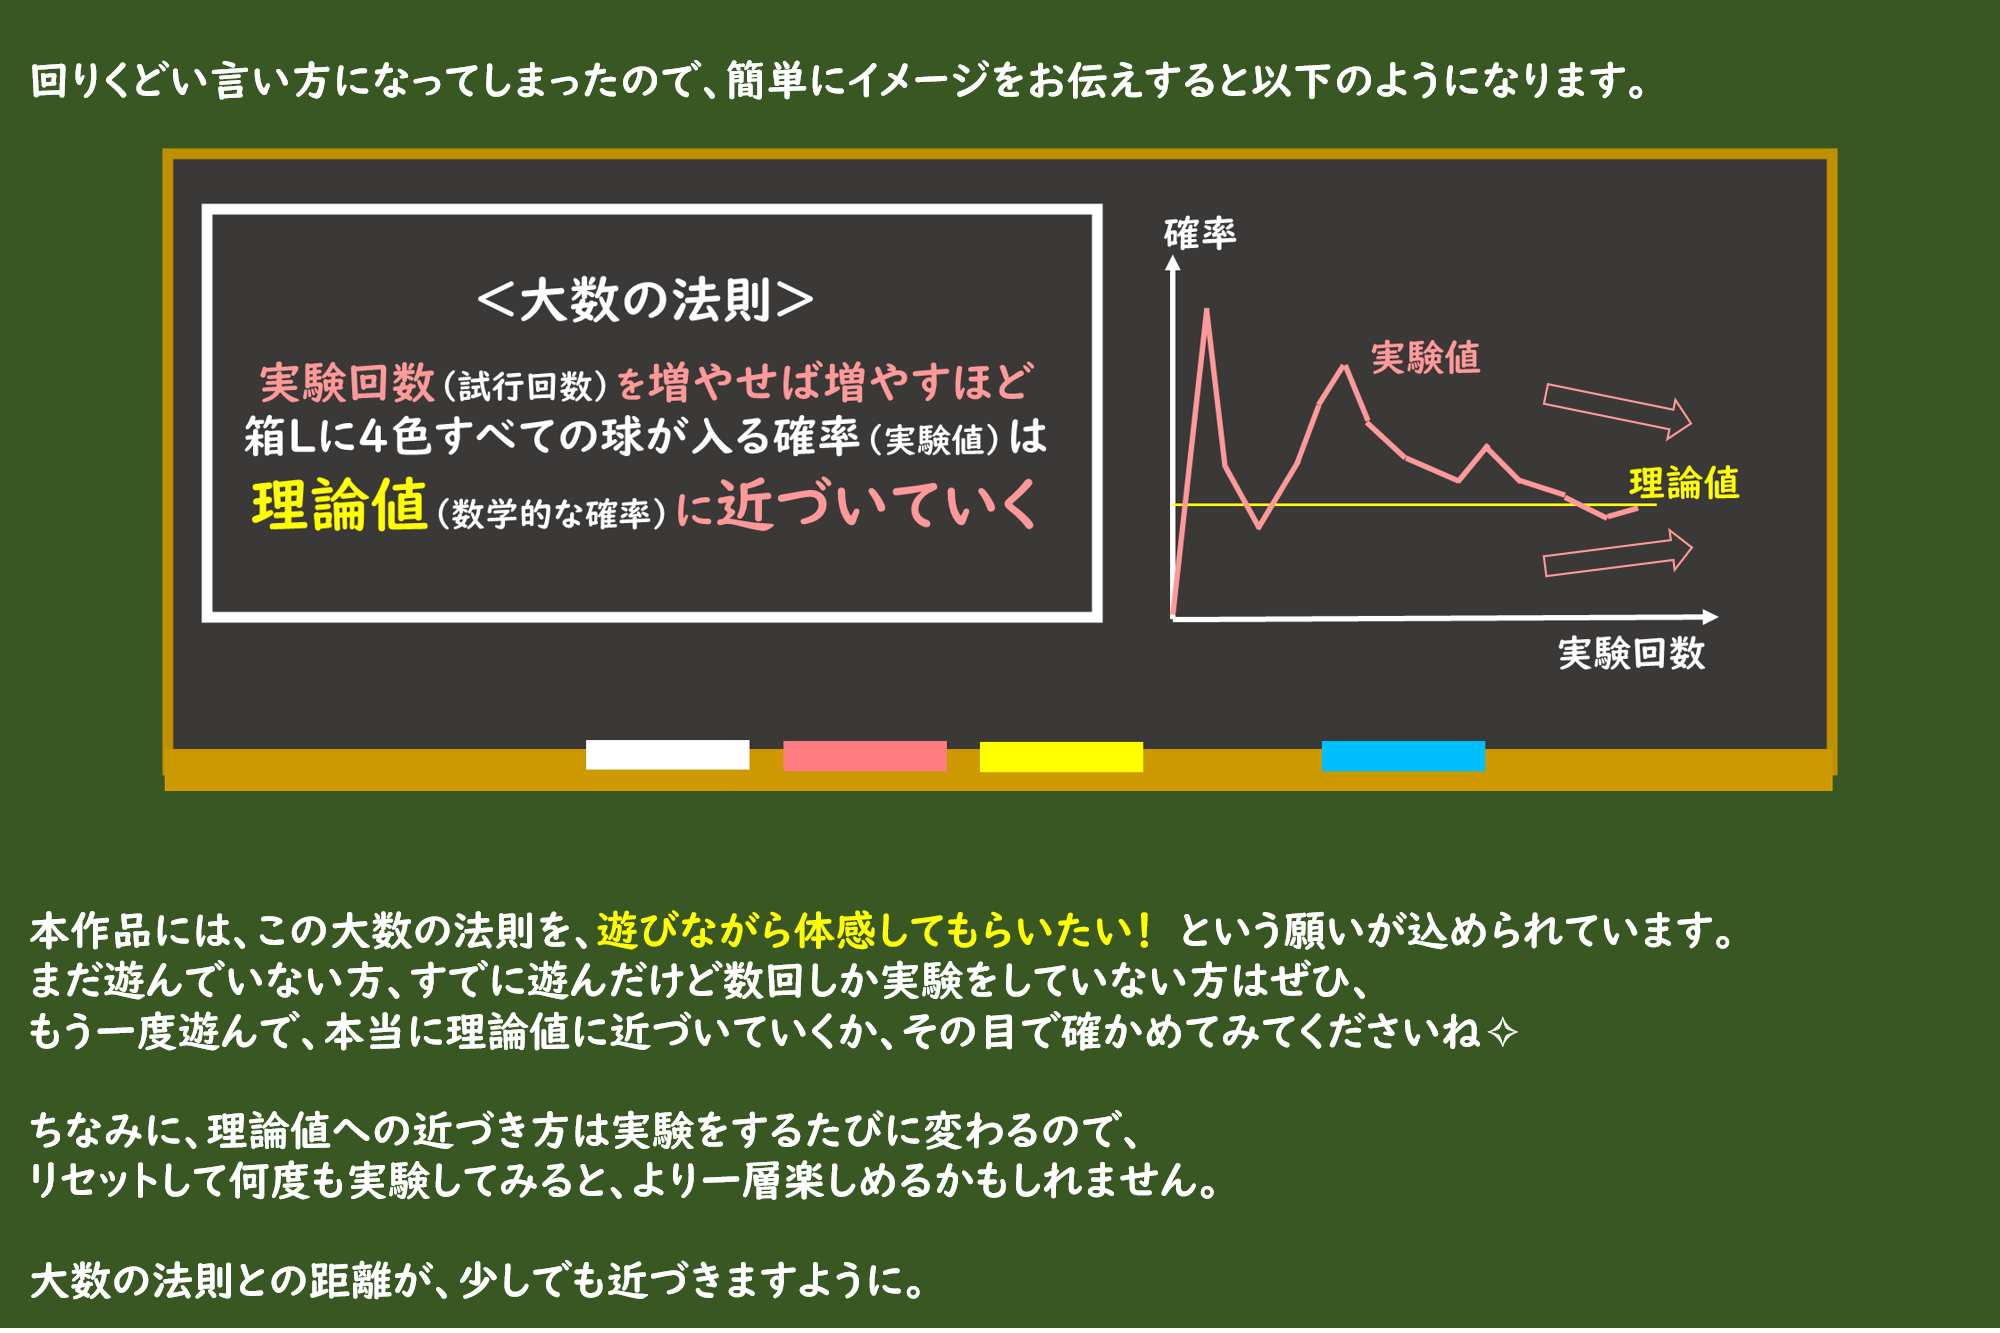 回りくどい言い方になってしまったので、簡単にイメージをお伝えすると以下のようになります。
＜大数の法則＞
実験回数（試行回数）を増やせば増やすほど
箱Lに4色すべての球が入る確率（実験値）は
理論値（数学的な確率）に近づいていく
確率
実験値
理論値
実験回数
本作品には、この大数の法則を、遊びながら体感してもらいたい！ という願いが込められています。
まだ遊んでいない方、すでに遊んだけど数回しか実験をしていない方はぜひ、
もう一度遊んで、本当に理論値に近づいていくか、その目で確かめてみてくださいね✧
ちなみに、理論値への近づき方は実験をするたびに変わるので、
リセットして何度も実験してみると、より一層楽しめるかもしれません。
大数の法則との距離が、少しでも近づきますように。